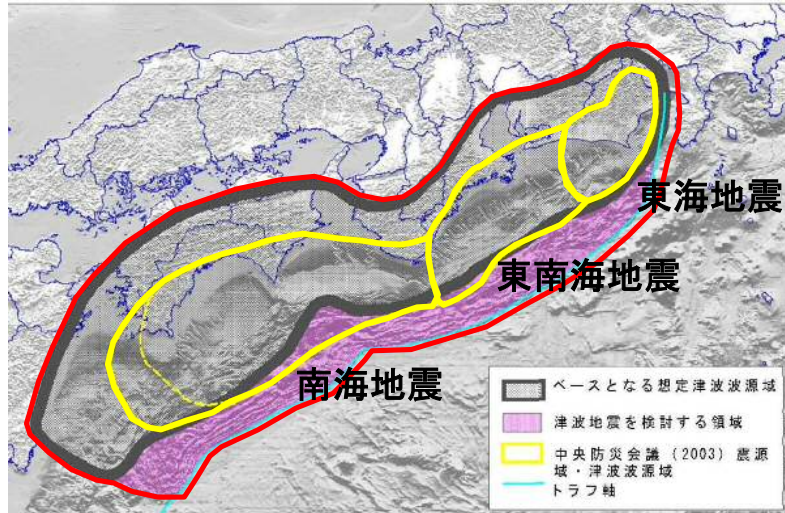 東海地震
東南海地震
南海地震
ベースとなる想定津波波源域
津波地震を検討する領域
中央防災会議 (2003) 震源
域・津波波源域
トラフ軸